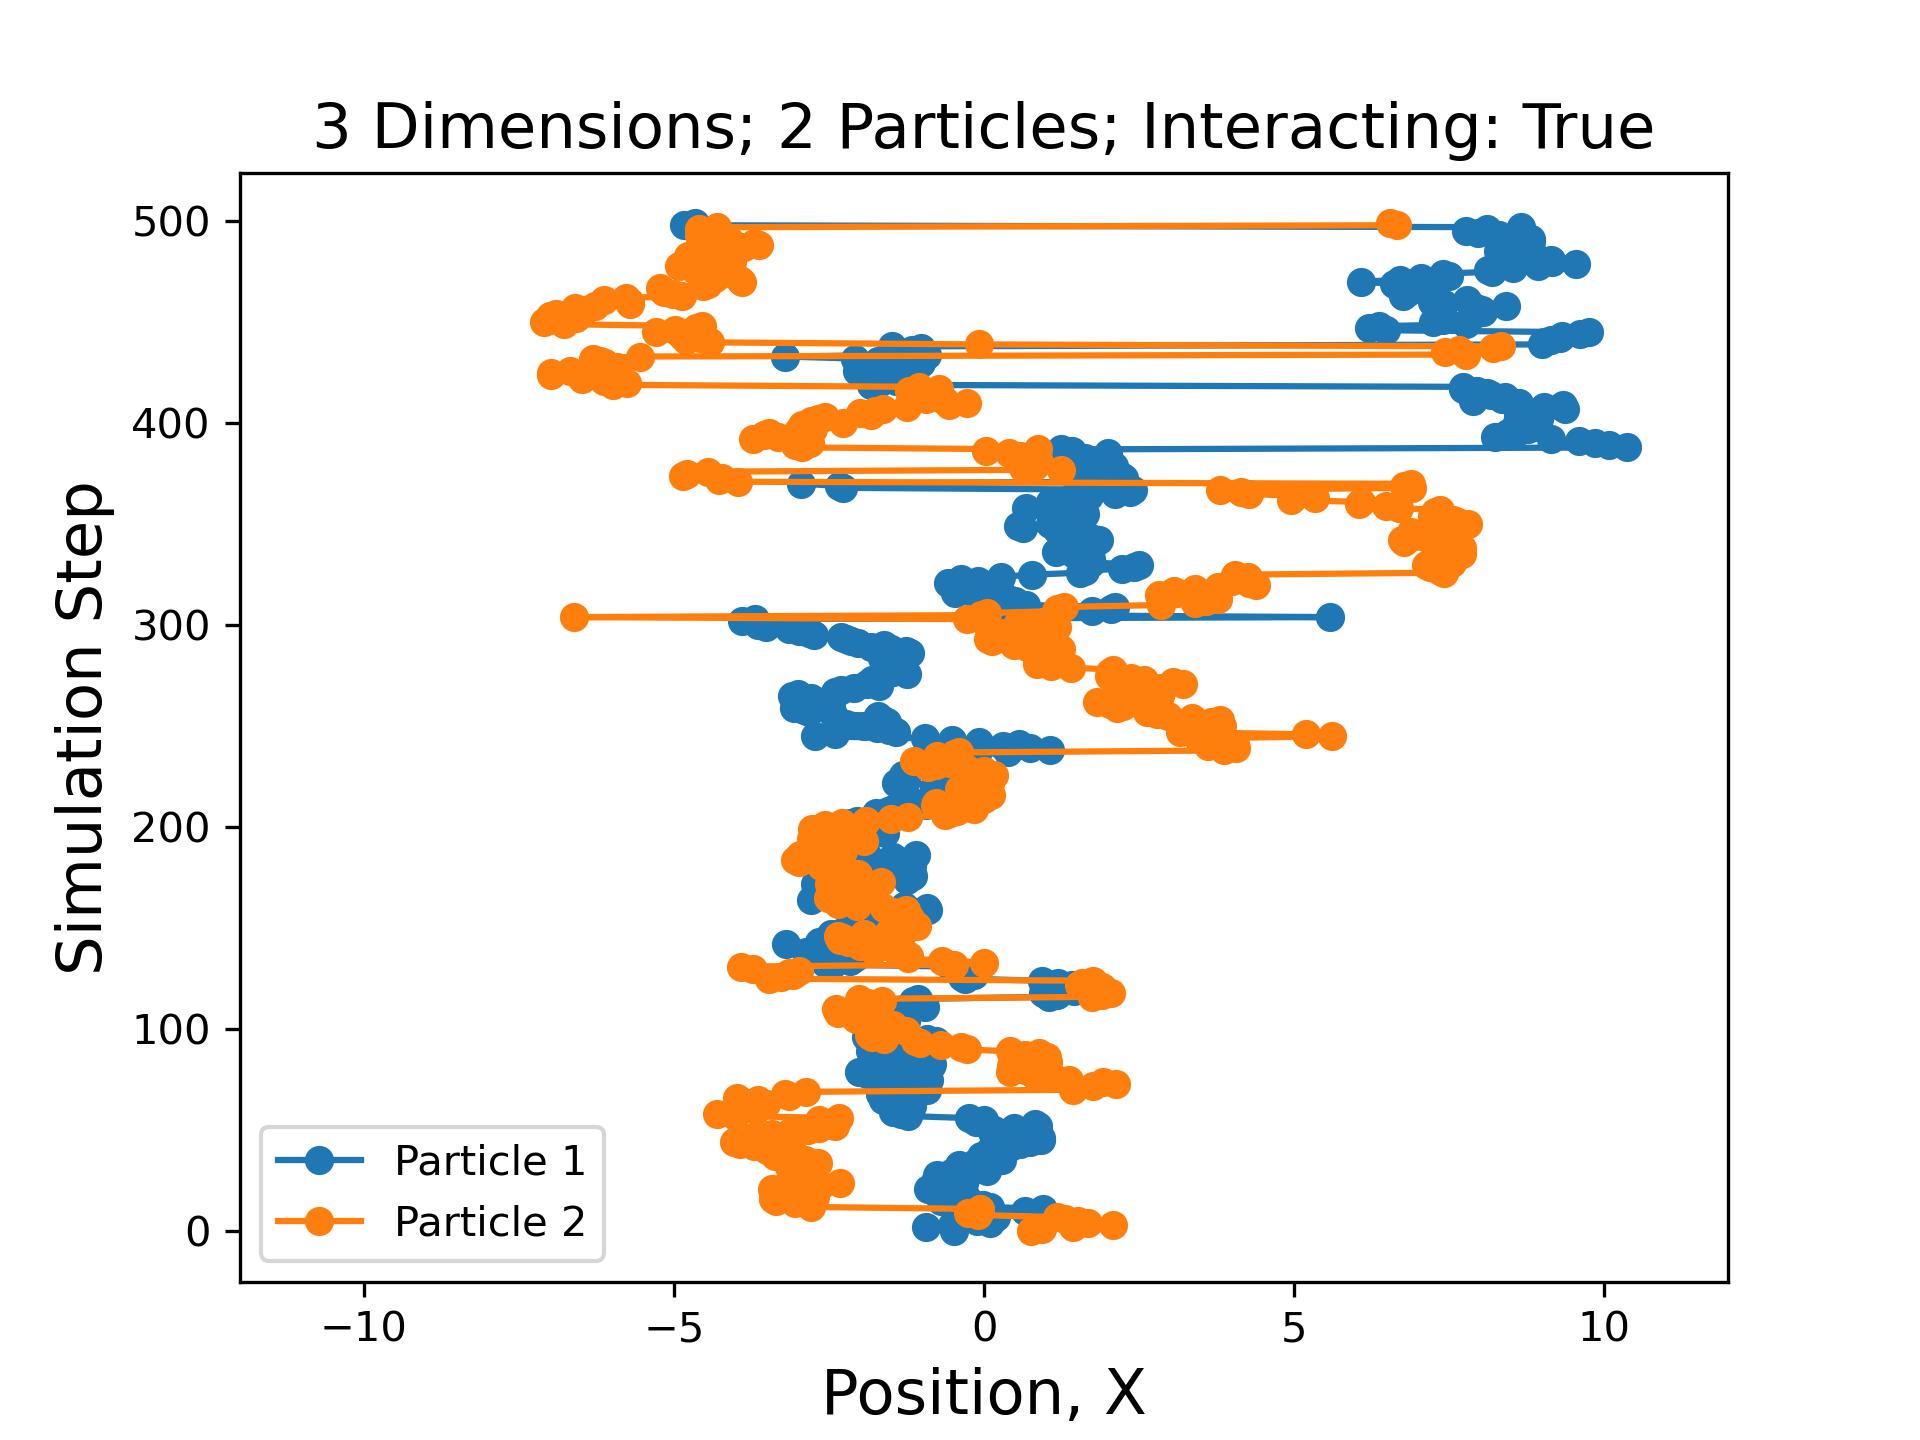 3 Dimensions; 2 Particles; Interacting: True
Simulation Step
500
400
300
200
100
0
Particle 1
Particle 2
−10
−5
0
5
10
Position, X